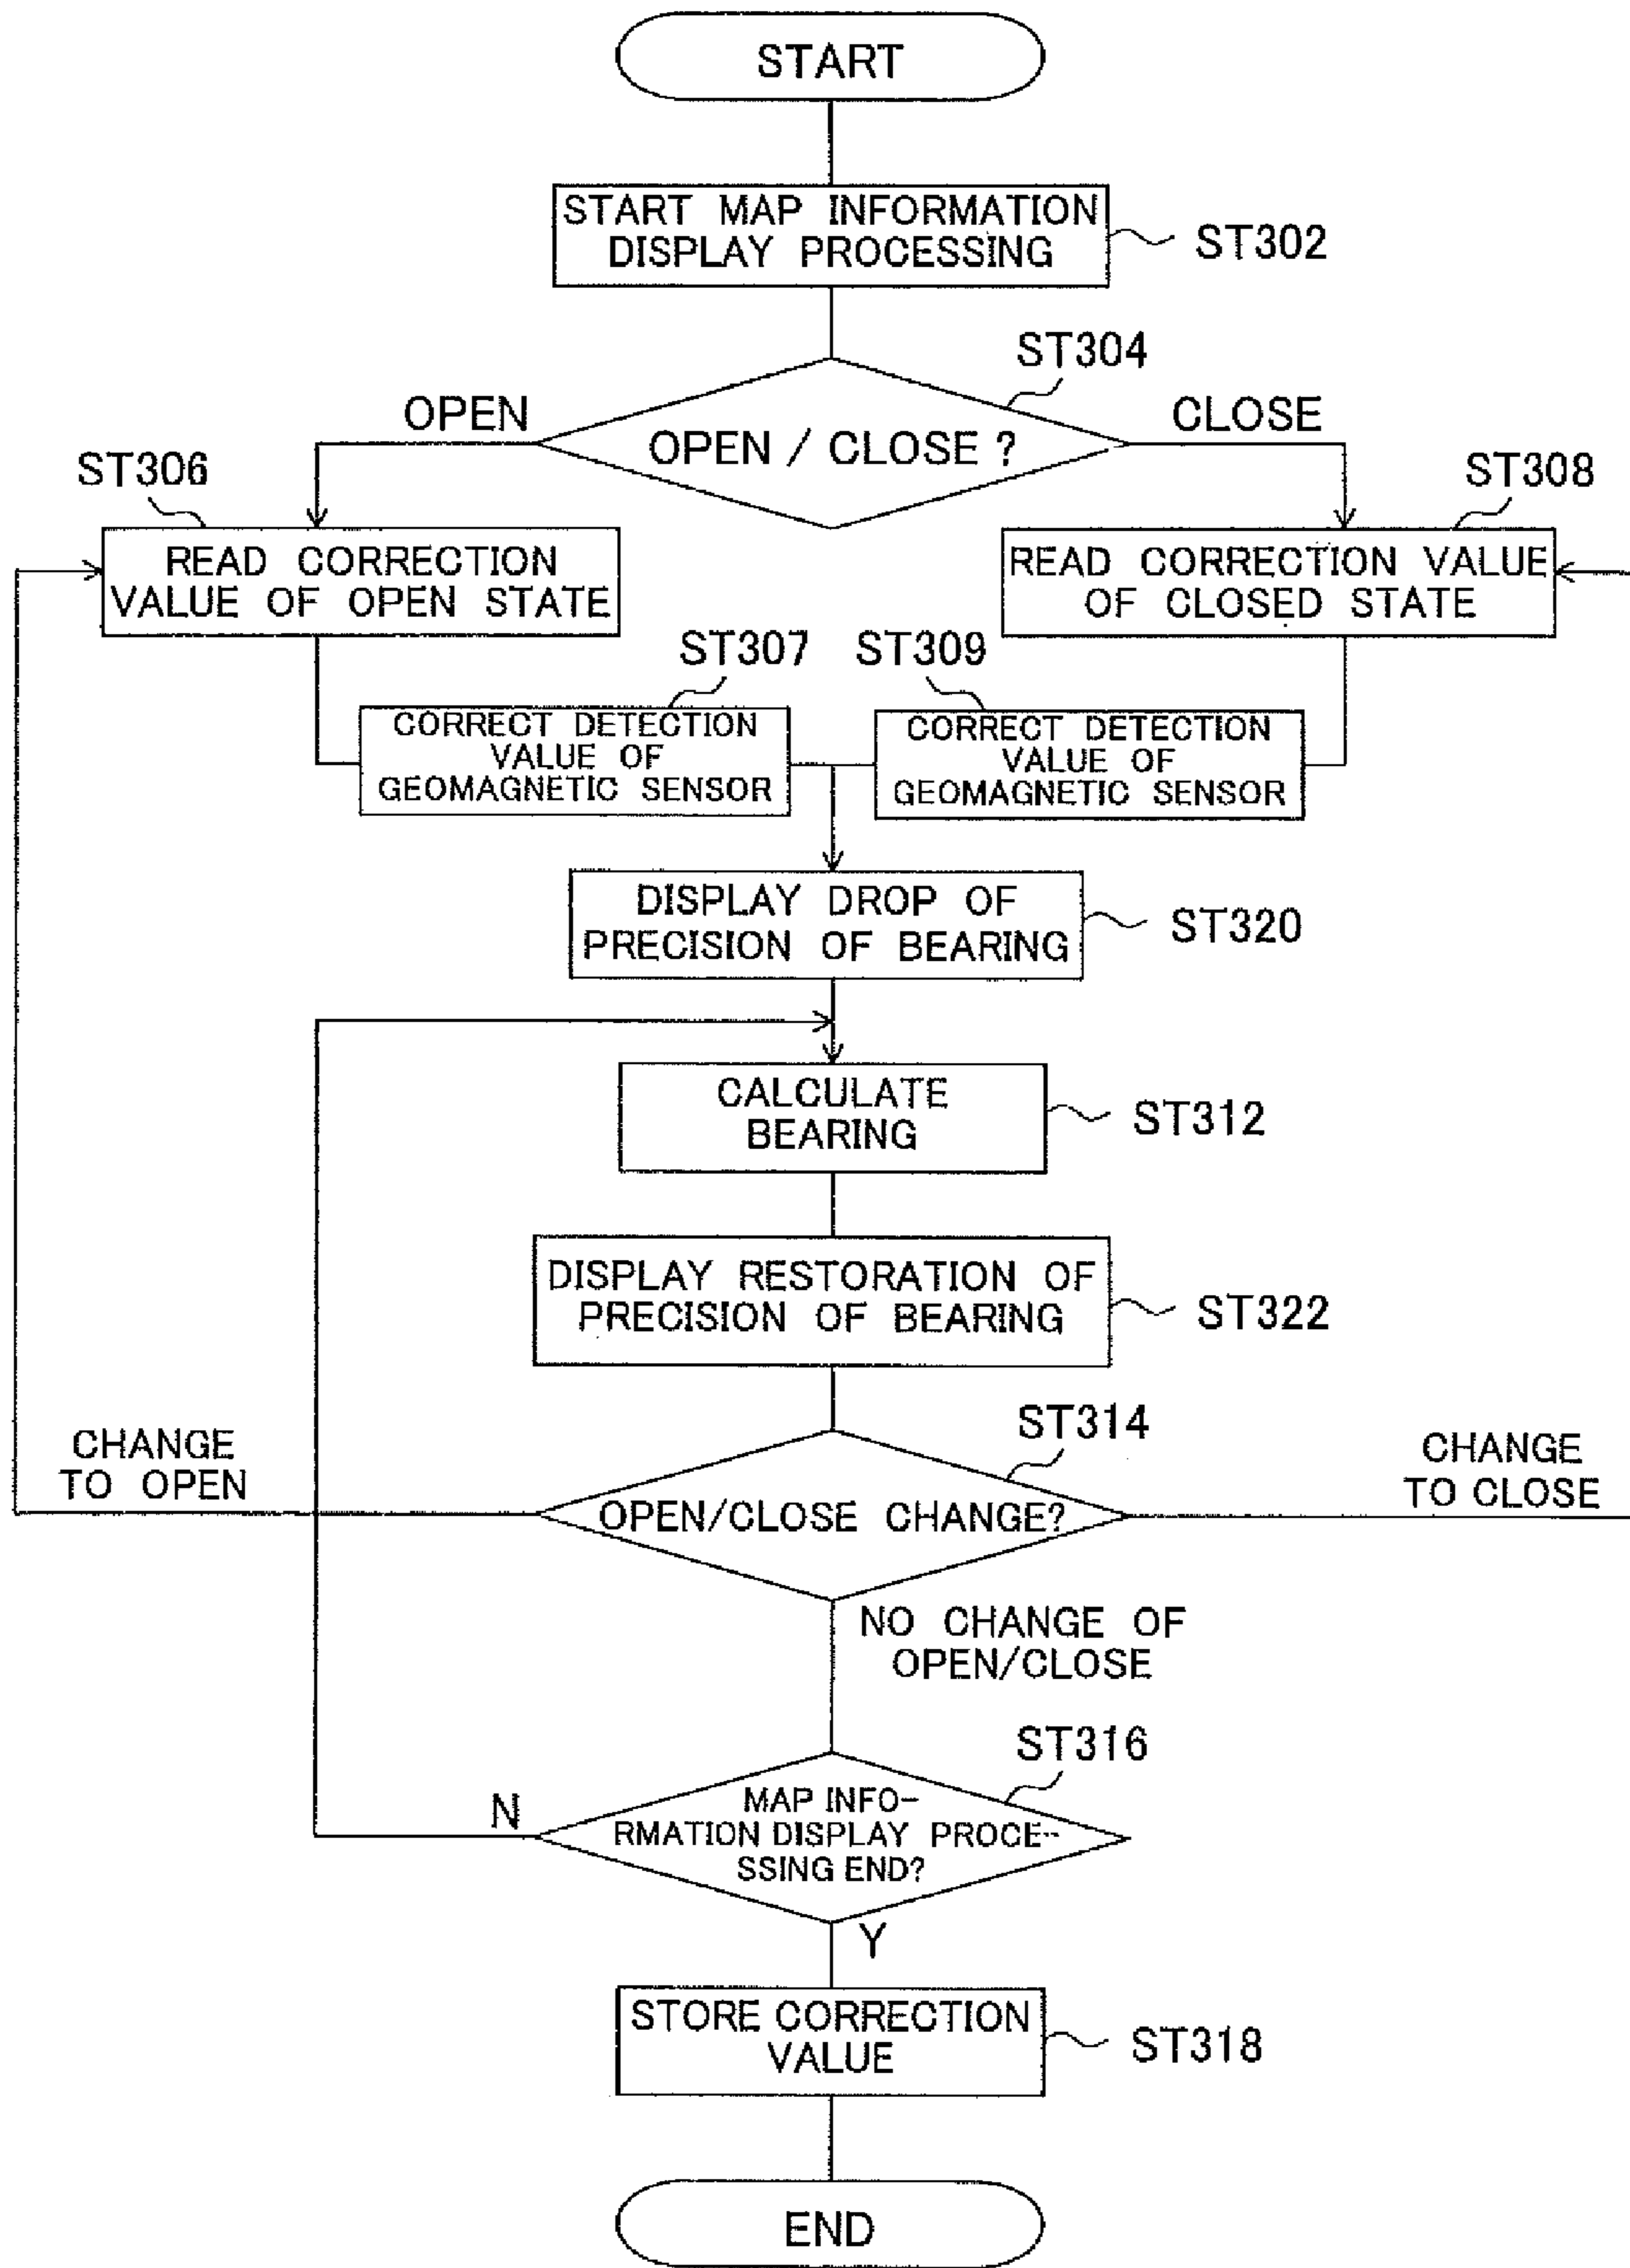 START
START MAP INFORMATION
DISPLAY PROCESSING
ST302
ST304
OPEN
OPEN / CLOSE ?
CLOSE
ST306
ST308
READ CORRECTION
VALUE OF OPEN STATE
READ CORRECTION VALUE
OF CLOSED STATE
ST307
ST309
CORRECT DETECTION
VALUE OF
GEOMAGNETIC SENSOR
CORRECT DETECTION
VALUE OF
GEOMAGNETIC SENSOR
DISPLAY DROP OF
PRECISION OF BEARING
ST320
CALCULATE
BEARING
ST312
DISPLAY RESTORATION OF
PRECISION OF BEARING
ST322
ST314
CHANGE
TO OPEN
OPEN/CLOSE CHANGE?
CHANGE
TO CLOSE
NO CHANGE OF
OPEN/CLOSE
ST316
N
MAP INFO-
RMATION DISPLAY PROCE-
SSING END?
Y
STORE CORRECTION
VALUE
ST318
END